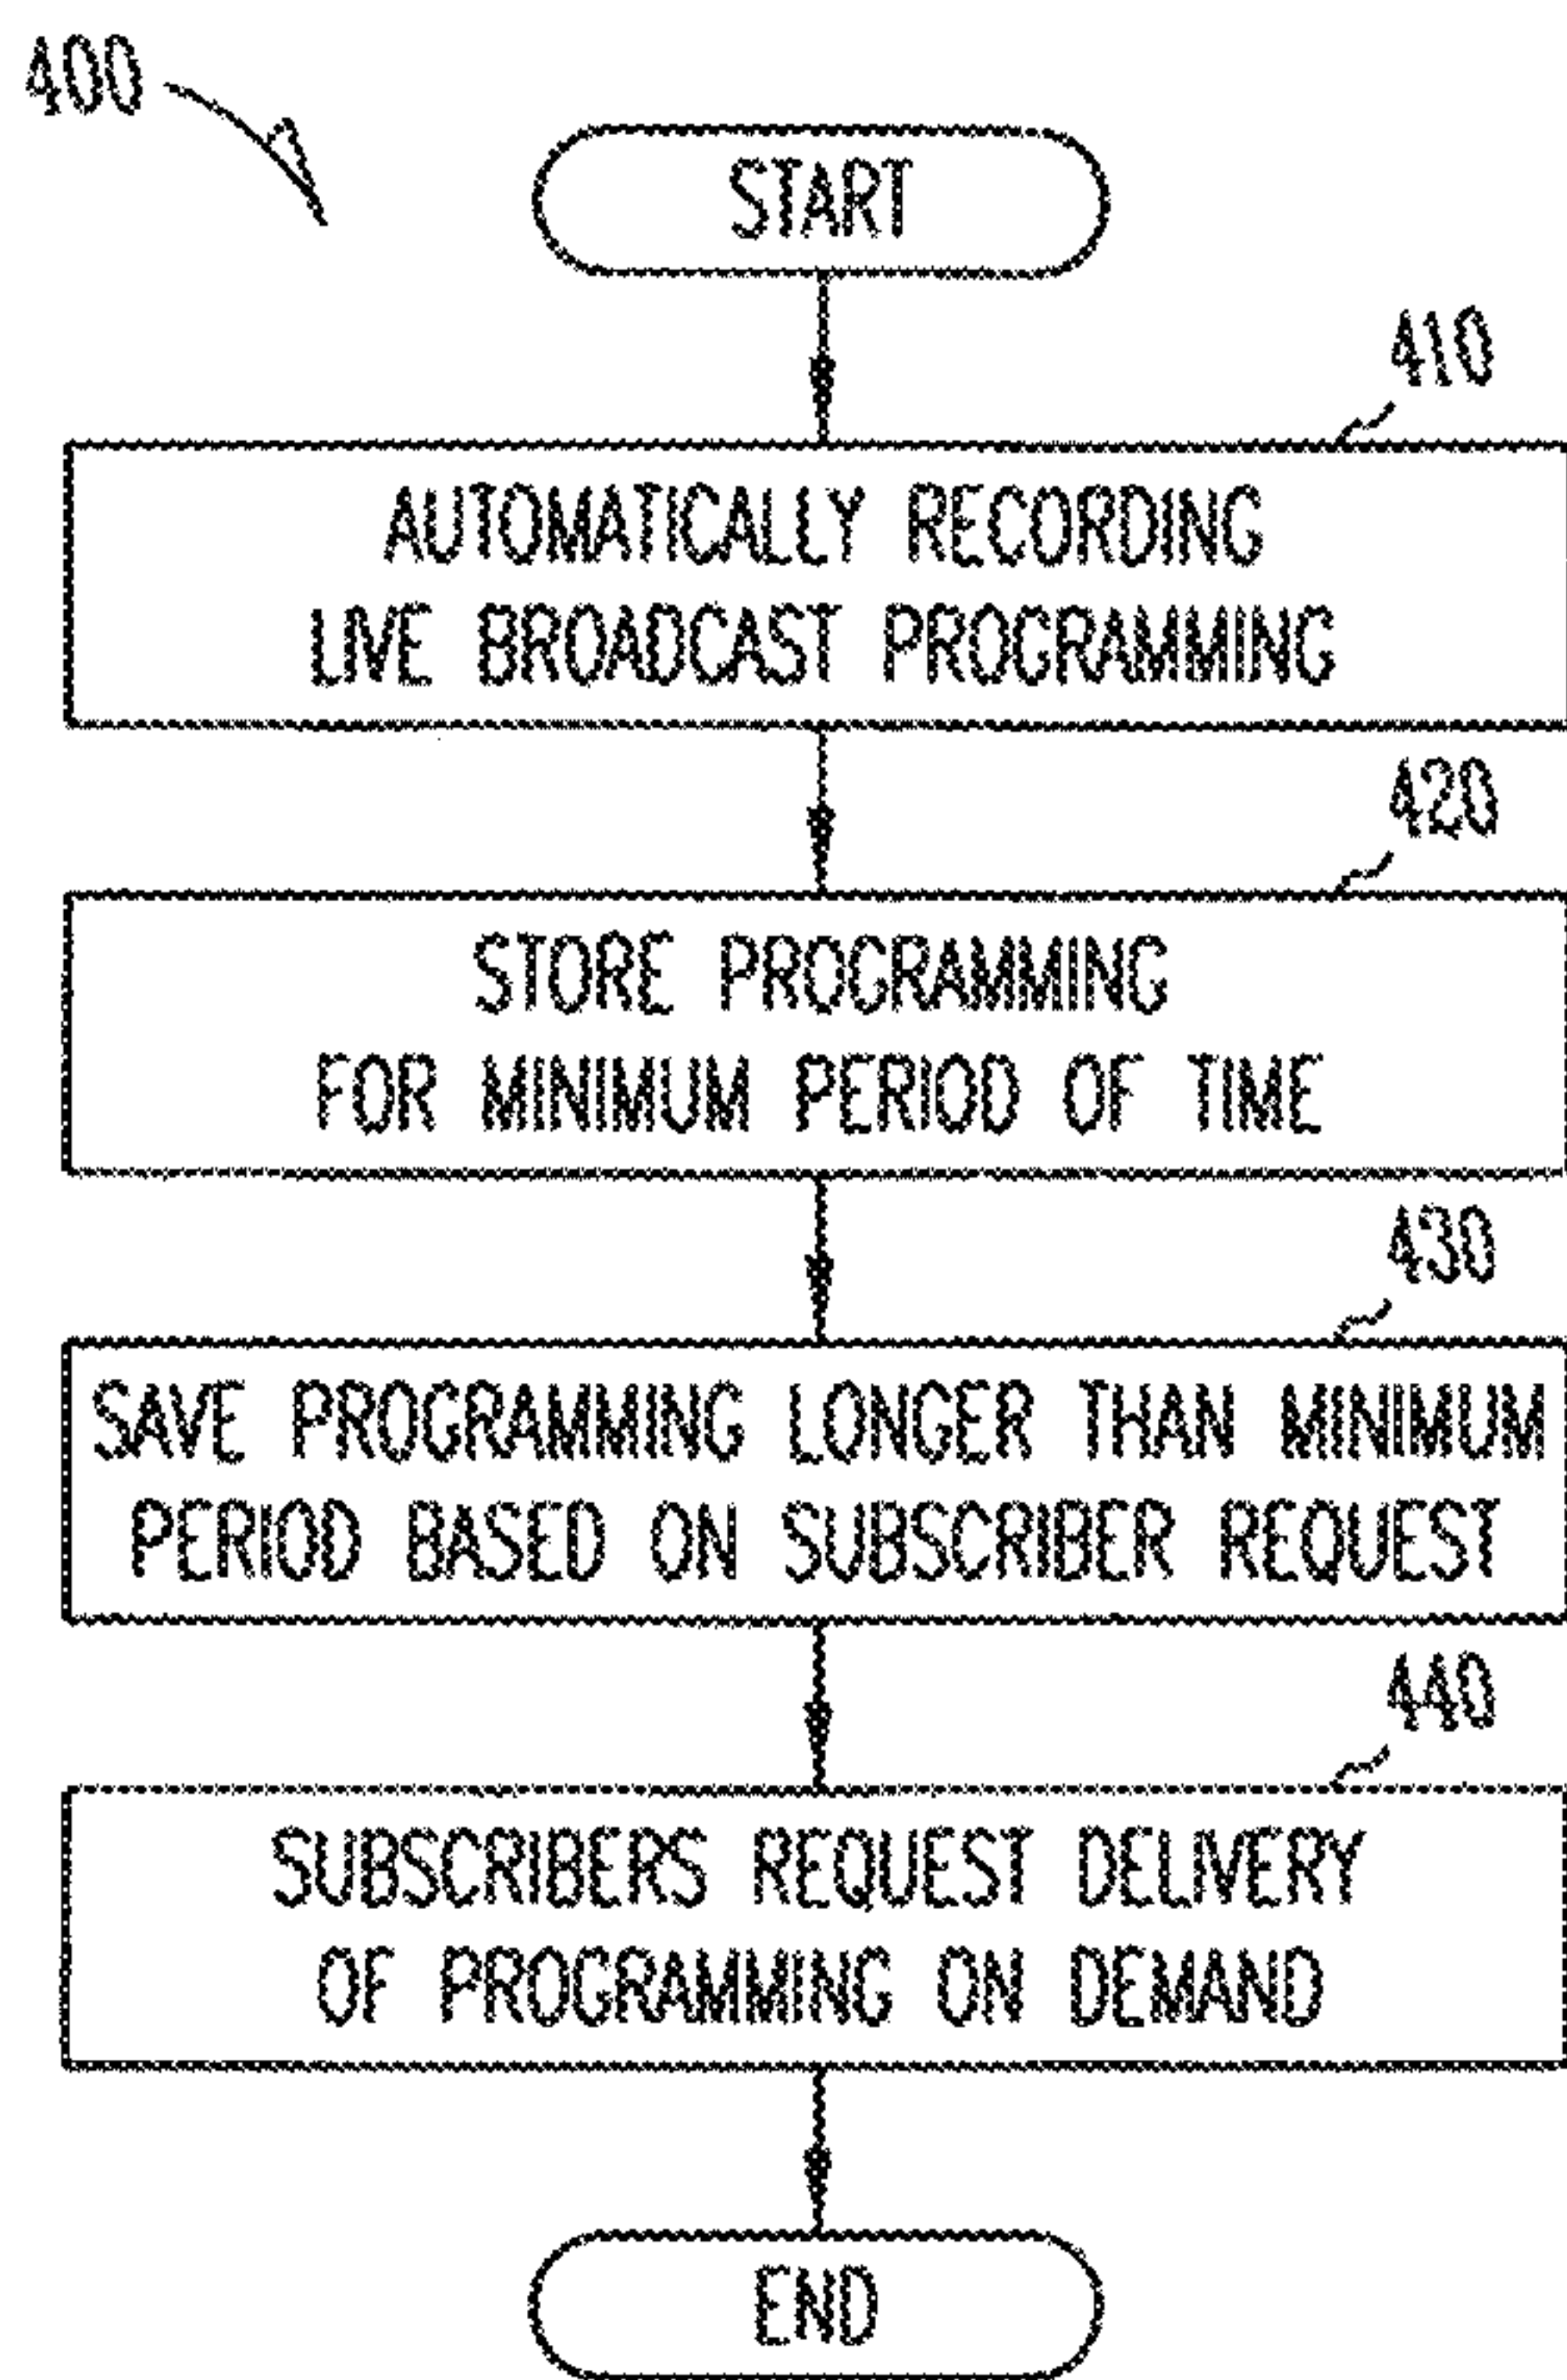 400
START
410
AUTOMATICALLY RECORDING
LIVE BROADCAST PROGRAMMING
420
STORE PROGRAMMING
FOR MINIMUM PERIOD OF TIME
430
SAVE PROGRAMMING LONGER THAN MINIMUM
PERIOD BASED ON SUBSCRIBER REQUEST
440
SUBSCRIBERS REQUEST DELIVERY
OF PROGRAMMING ON DEMAND
END